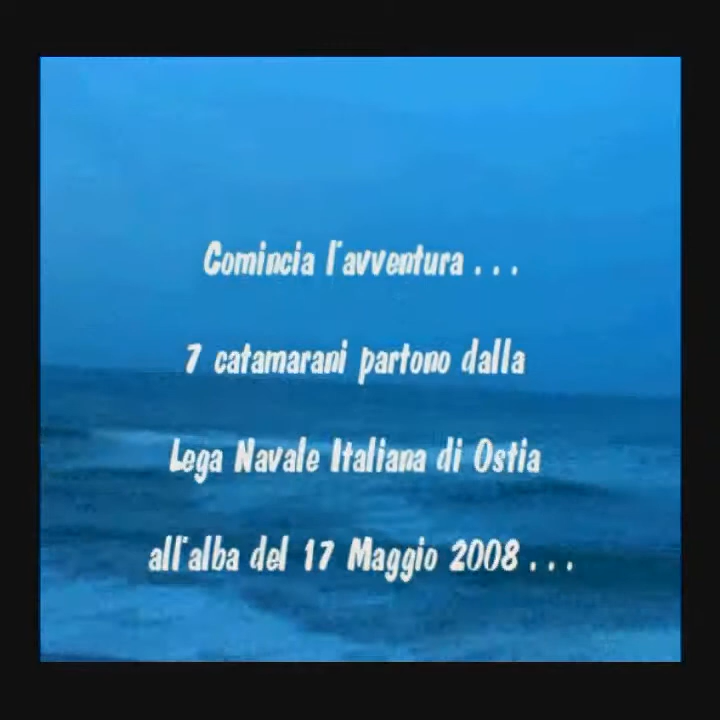 Comincia l'avventura . . .
7 catamarani partono dalla
Lega Navale Italiana di Ostia
all'alba del 17 Maggio 2008 . . .